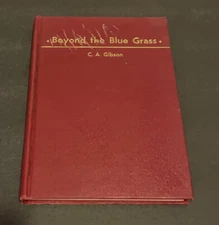 • Beyond the Blue Grass •
C. A. Gibson